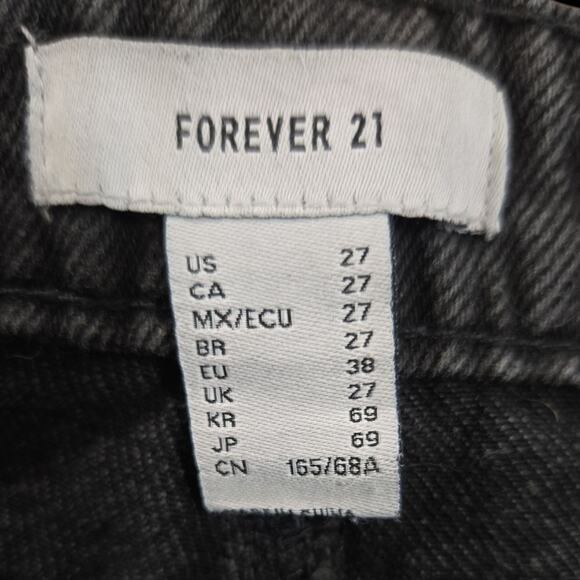 FOREVER 21
US 27
CA 27
MX/ECU 27
BR 27
EU 38
UK 27
KR 69
JP 69
CN 165/68A